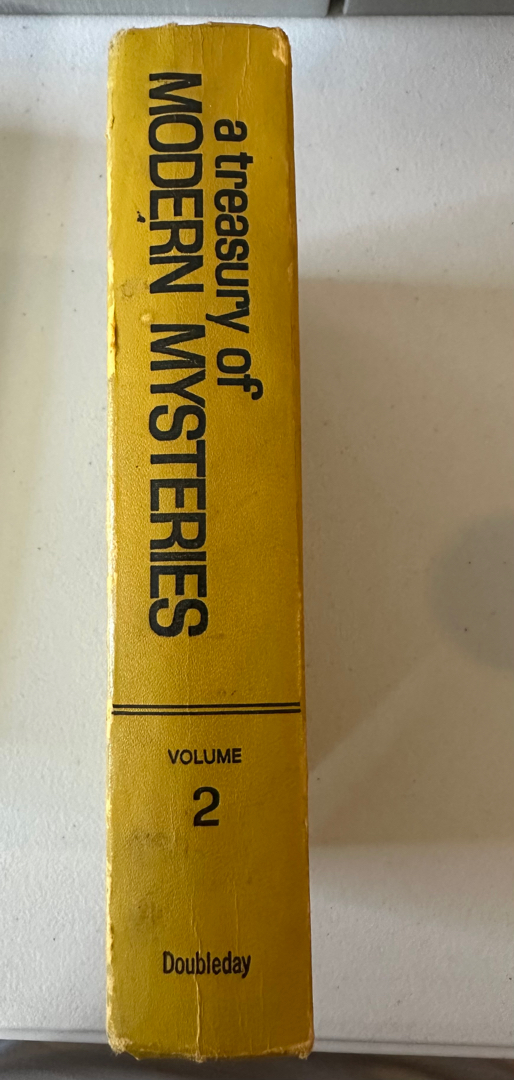 a treasury of
MODERN MYSTERIES
VOLUME
2
Doubleday